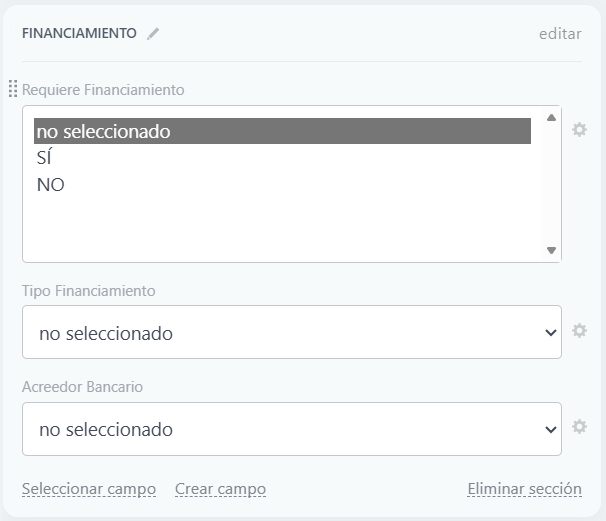 FINANCIAMIENTO editar
Requiere Financiamiento
no seleccionado
SÍ
NO
Tipo Financiamiento
no seleccionado
Acreedor Bancario
no seleccionado
Seleccionar campo Crear campo Eliminar sección